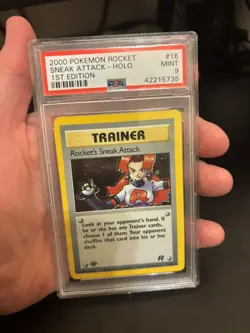 2000 POKEMON ROCKET #16
SNEAK ATTACK - HOLO MINT
1ST EDITION PSA 9
42215735
TRAINER
Rocket's Sneak Attack
Look at your opponent's hand. If
he or she has any Trainer cards,
choose 1 of them. Your opponent
shuffles that card into his or her
deck.